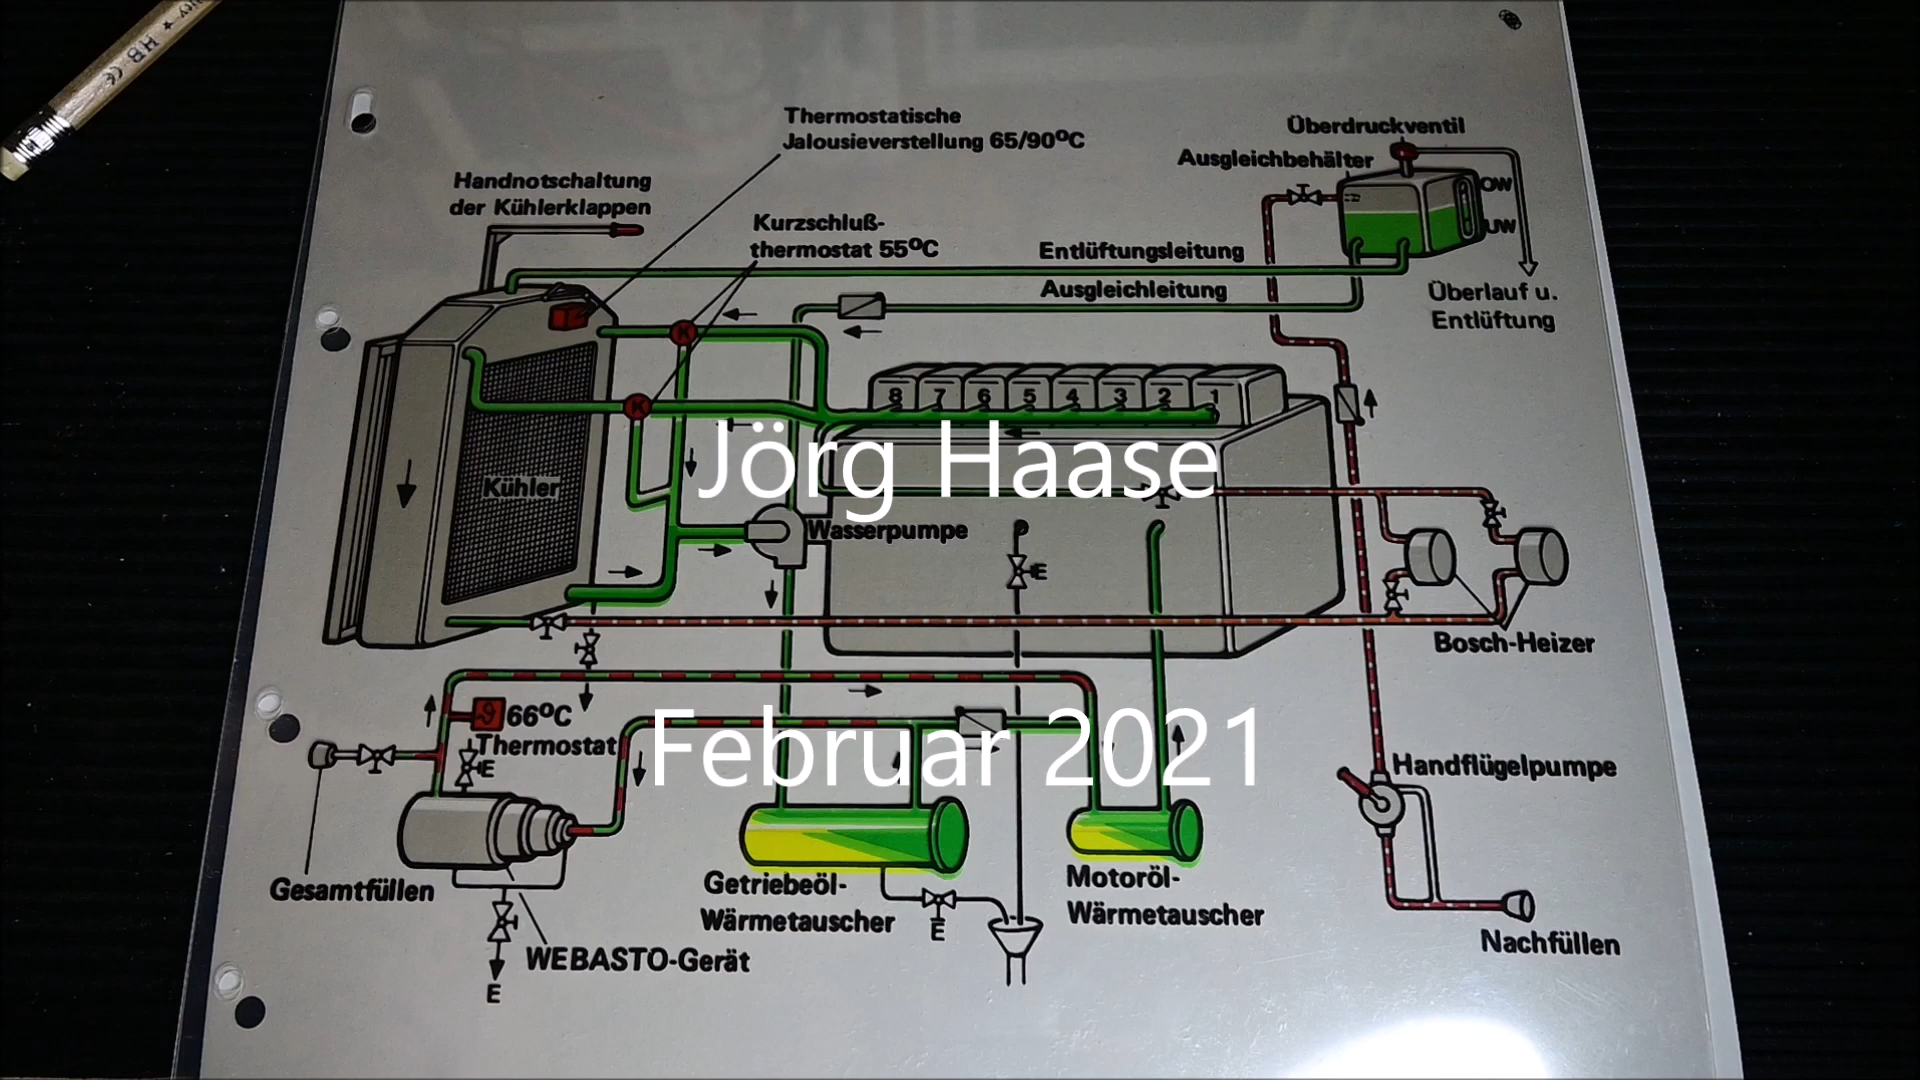 HB
Thermostatische
Jalousieverstellung 65/90°C
Überdruckventil
Ausgleichbehälter
OW
UW
Handnotschaltung
der Kühlerklappen
Kurzschluß-
thermostat 55°C
Entlüftungsleitung
Ausgleichleitung
Überlauf u.
Entlüftung
K
K
8 7 6 5 4 3 2 1
Jörg Haase
Kühler
Wasserpumpe
E
Bosch-Heizer
66°C
Thermostat
E
Februar 2021
Handflügelpumpe
Gesamtfüllen
Getriebeöl-
Wärmetauscher
E
Motoröl-
Wärmetauscher
WEBASTO-Gerät
E
Nachfüllen